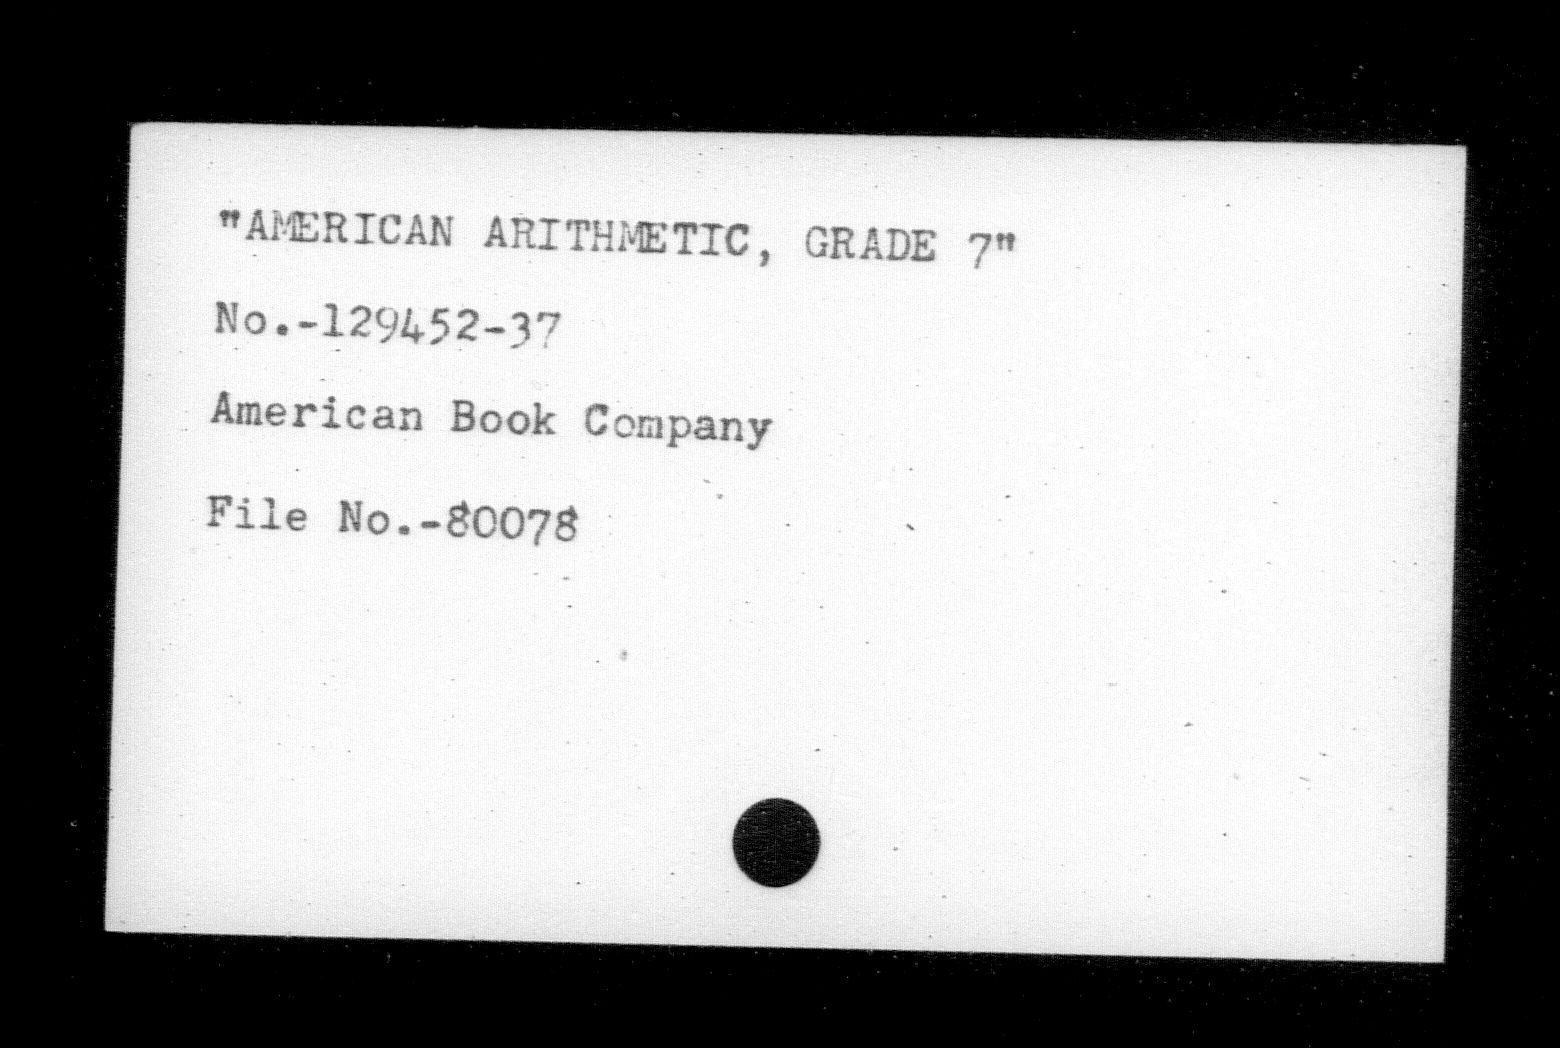 "AMERICAN ARITHMETIC, GRADE 7"
No.-129452-37
American Book Company
File No.-80078